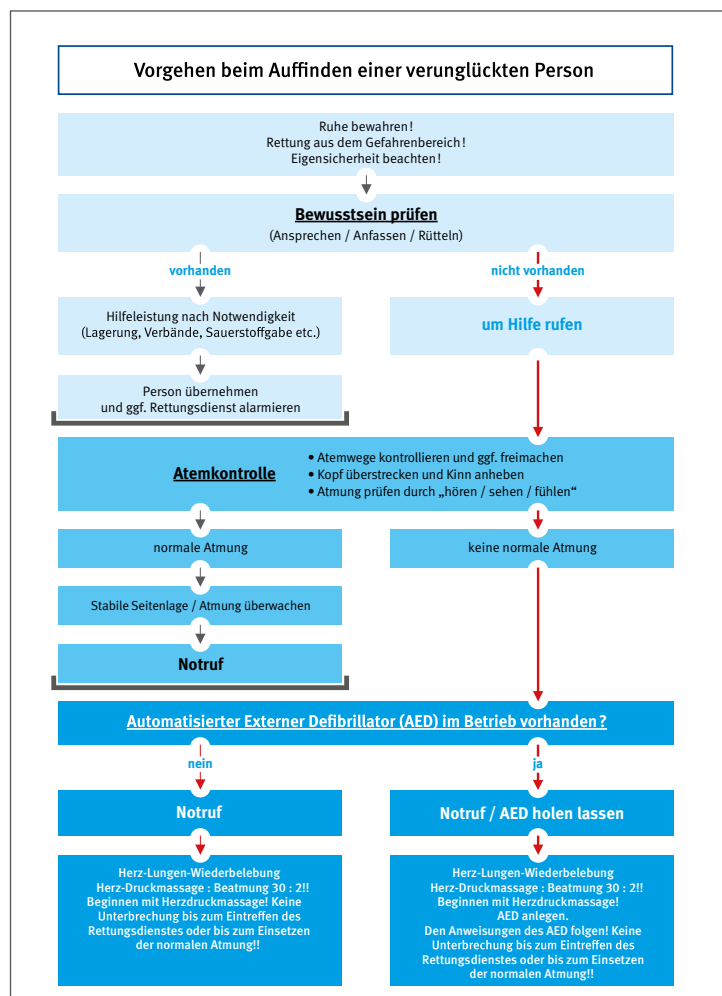 Vorgehen beim Auffinden einer verunglückten Person
Ruhe bewahren!
Rettung aus dem Gefahrenbereich!
Eigensicherheit beachten!
Bewusstsein prüfen
(Ansprechen / Anfassen / Rütteln)
vorhanden
nicht vorhanden
Hilfeleistung nach Notwendigkeit
(Lagerung, Verbände, Sauerstoffgabe etc.)
um Hilfe rufen
Person übernehmen
und ggf. Rettungsdienst alarmieren
Atemkontrolle
• Atemwege kontrollieren und ggf. freimachen
• Kopf überstrecken und Kinn anheben
• Atmung prüfen durch „hören / sehen / fühlen“
normale Atmung
keine normale Atmung
Stabile Seitenlage / Atmung überwachen
Notruf
Automatisierter Externer Defibrillator (AED) im Betrieb vorhanden?
nein
ja
Notruf
Notruf / AED holen lassen
Herz-Lungen-Wiederbelebung
Herz-Druckmassage : Beatmung 30 : 2!!
Beginnen mit Herzdruckmassage! Keine
Unterbrechung bis zum Eintreffen des
Rettungsdienstes oder bis zum Einsetzen
der normalen Atmung!!
Herz-Lungen-Wiederbelebung
Herz-Druckmassage : Beatmung 30 : 2!!
Beginnen mit Herzdruckmassage!
AED anlegen.
Den Anweisungen des AED folgen! Keine
Unterbrechung bis zum Eintreffen des
Rettungsdienstes oder bis zum Einsetzen
der normalen Atmung!!